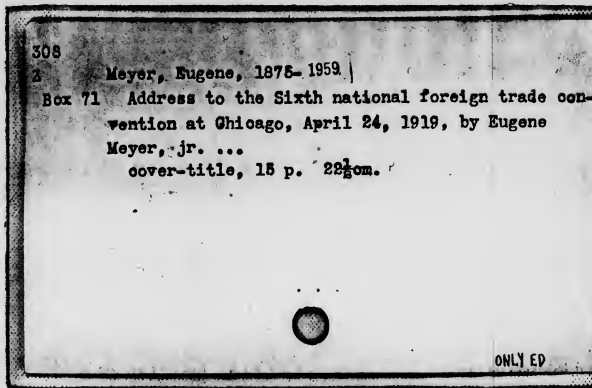 308
Z Meyer, Eugene, 1875-1959
Box 71 Address to the Sixth national foreign trade con-
vention at Chicago, April 24, 1919, by Eugene
Meyer, jr. ...
cover-title, 15 p. 22½cm.
ONLY ED